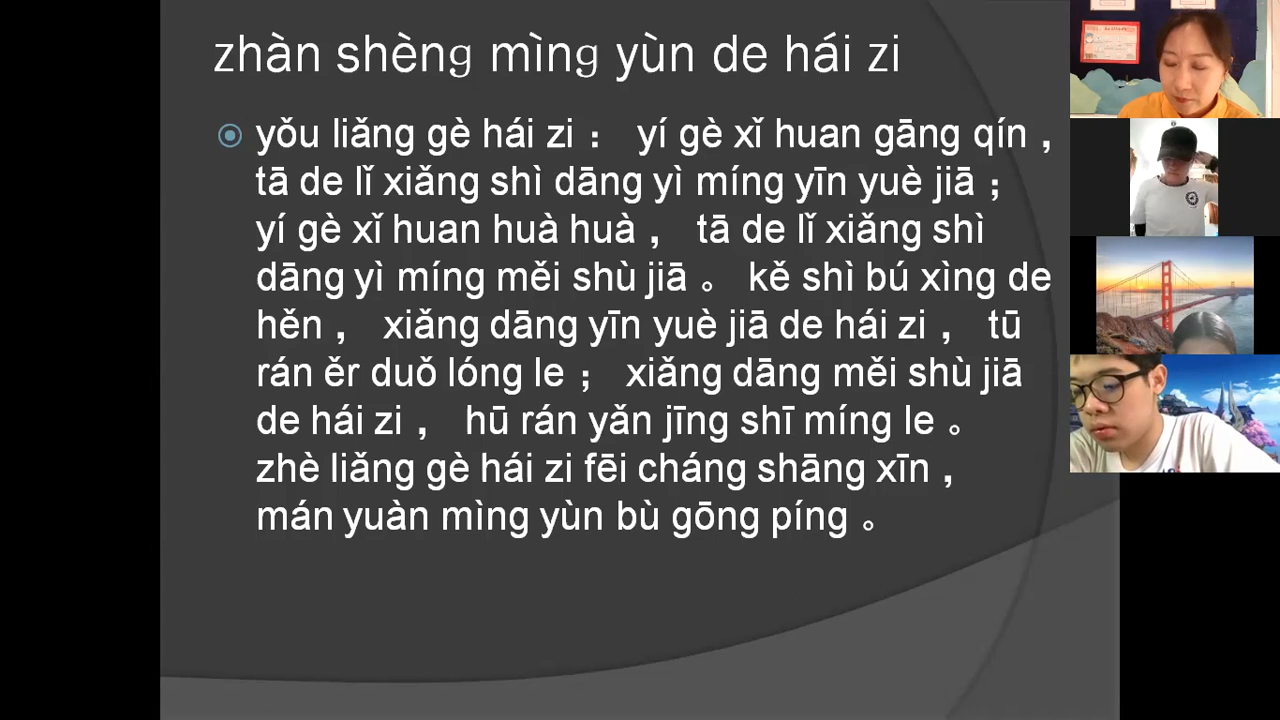 zhàn shèng mìng yùn de hái zi
yǒu liǎng gè hái zi： yí gè xǐ huan gāng qín，
tā de lǐ xiǎng shì dāng yì míng yīn yuè jiā；
yí gè xǐ huan huà huà， tā de lǐ xiǎng shì
dāng yì míng měi shù jiā。 kě shì bú xìng de
hěn， xiǎng dāng yīn yuè jiā de hái zi， tū
rán ěr duǒ lóng le； xiǎng dāng měi shù jiā
de hái zi， hū rán yǎn jīng shī míng le。
zhè liǎng gè hái zi fēi cháng shāng xīn，
mán yuàn mìng yùn bù gōng píng。